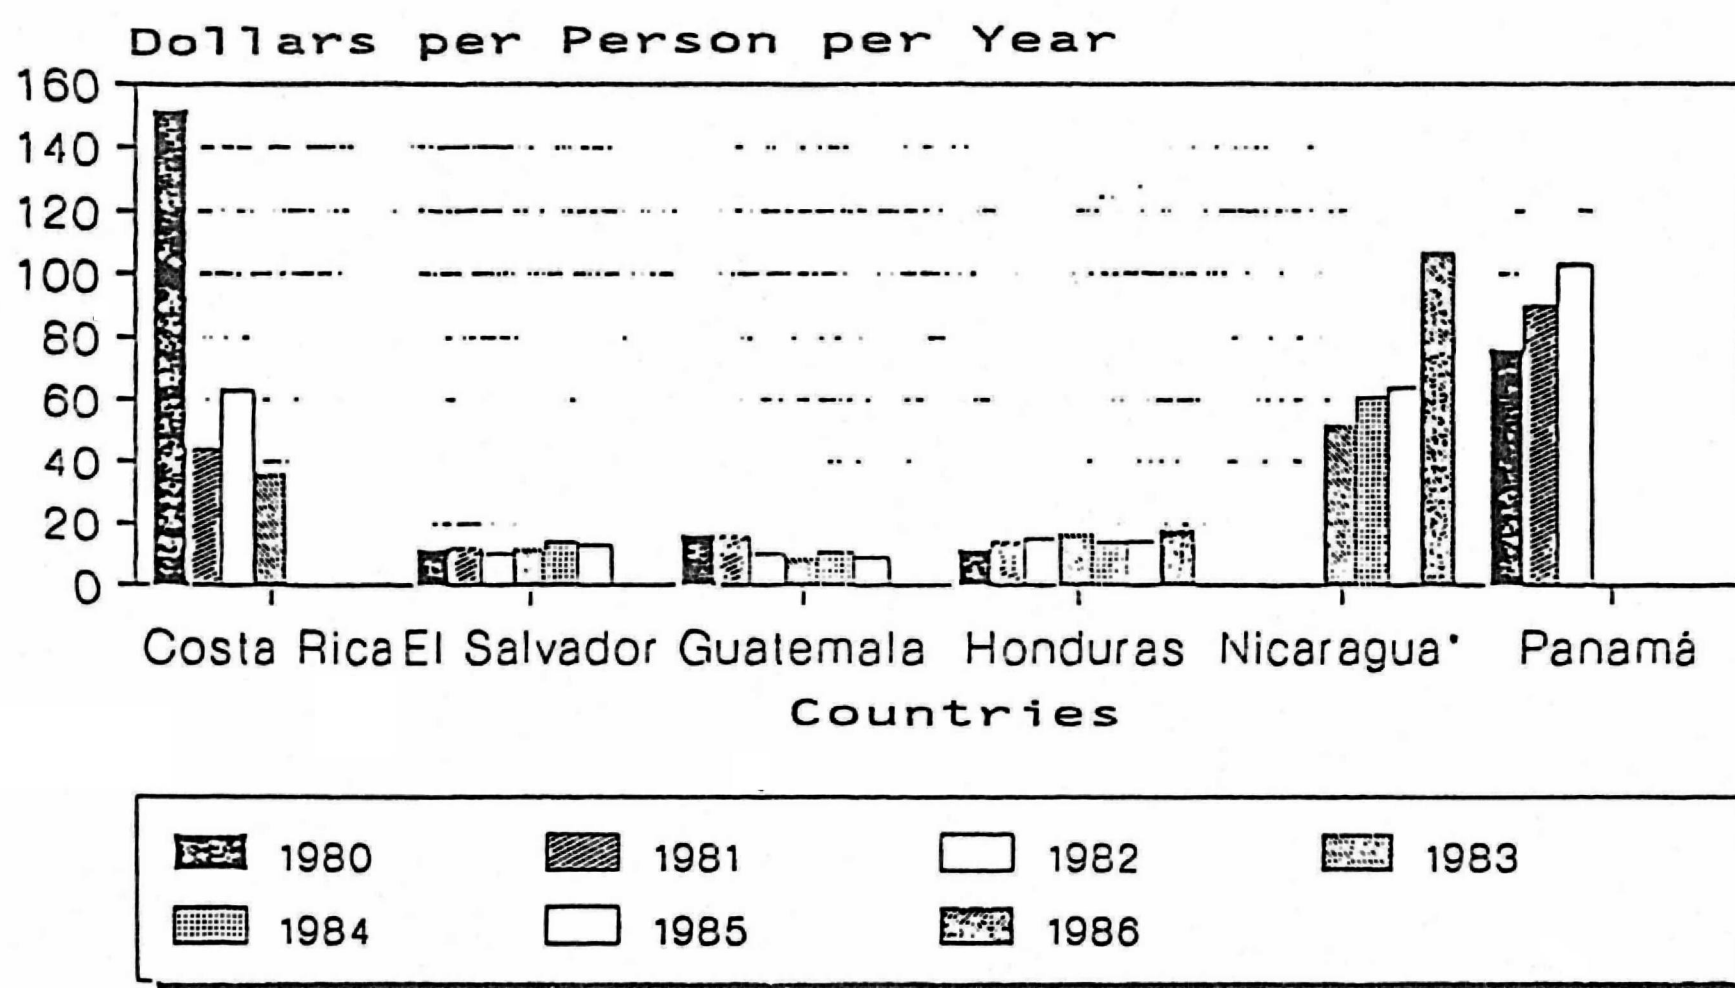 Dollars per Person per Year
160
140
120
100
80
60
40
20
0
Costa Rica El Salvador Guatemala Honduras Nicaragua* Panamá
Countries
1980 1981 1982 1983
1984 1985 1986